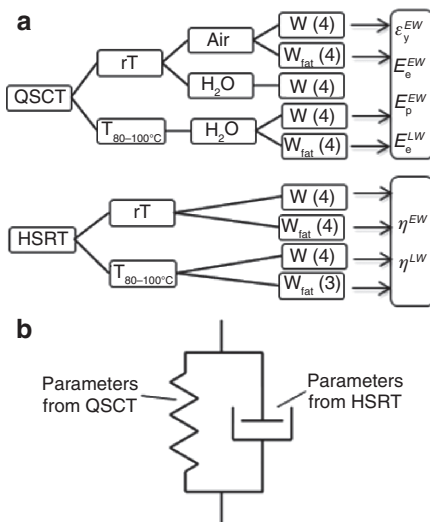 a
QSCT
rT
Air
W (4)
W_fat (4)
H₂O
W (4)
T_80–100°C
H₂O
W (4)
W_fat (4)
ε_y^EW
E_e^EW
E_p^EW
E_e^LW
HSRT
rT
W (4)
W_fat (4)
T_80–100°C
W (4)
W_fat (3)
η^EW
η^LW
b
Parameters
from QSCT
Parameters
from HSRT